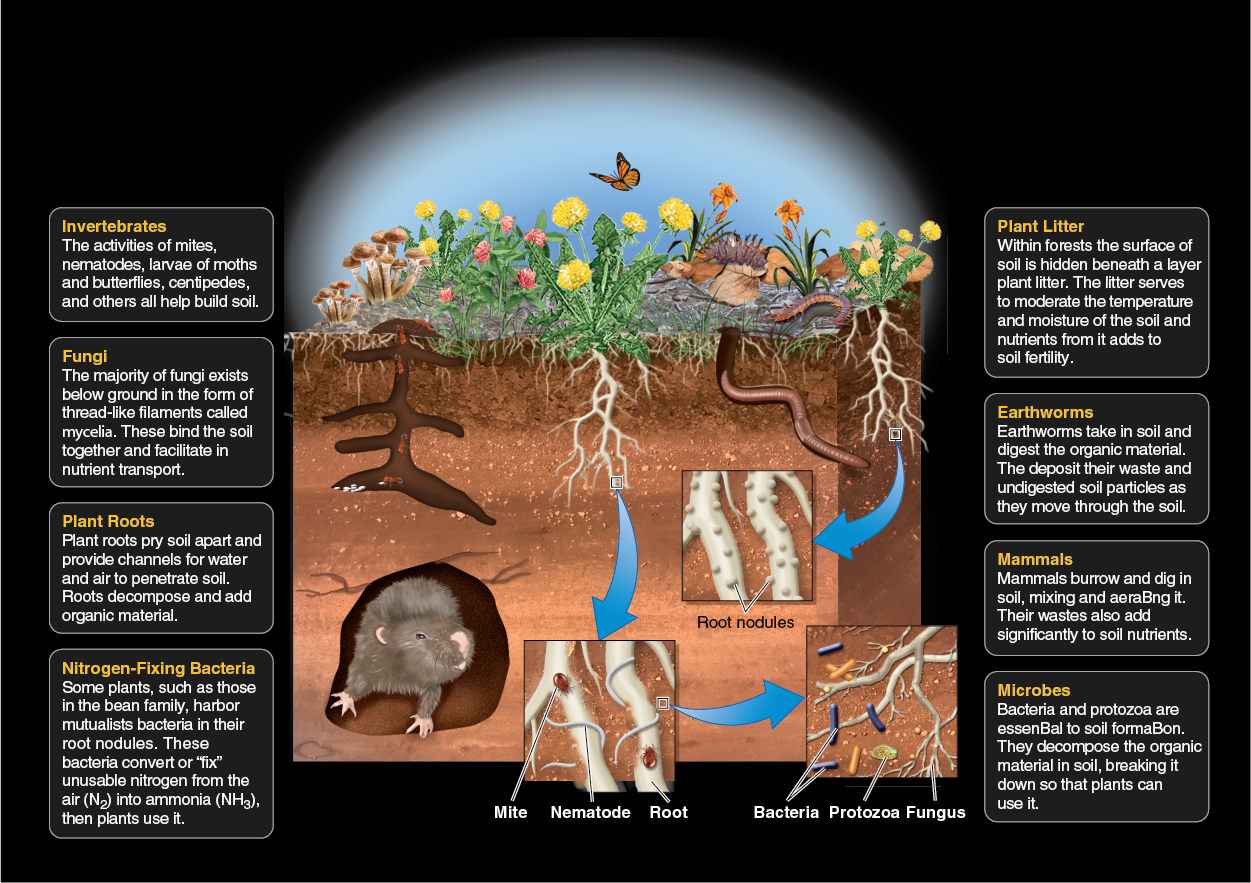 Invertebrates
The activities of mites,
nematodes, larvae of moths
and butterflies, centipedes,
and others all help build soil.
Fungi
The majority of fungi exists
below ground in the form of
thread-like filaments called
mycelia. These bind the soil
together and facilitate in
nutrient transport.
Plant Roots
Plant roots pry soil apart and
provide channels for water
and air to penetrate soil.
Roots decompose and add
organic material.
Nitrogen-Fixing Bacteria
Some plants, such as those
in the bean family, harbor
mutualists bacteria in their
root nodules. These
bacteria convert or “fix”
unusable nitrogen from the
air (N₂) into ammonia (NH₃),
then plants use it.
Root nodules
Mite Nematode Root
Bacteria Protozoa Fungus
Plant Litter
Within forests the surface of
soil is hidden beneath a layer
plant litter. The litter serves
to moderate the temperature
and moisture of the soil and
nutrients from it adds to
soil fertility.
Earthworms
Earthworms take in soil and
digest the organic material.
The deposit their waste and
undigested soil particles as
they move through the soil.
Mammals
Mammals burrow and dig in
soil, mixing and aeraBng it.
Their wastes also add
significantly to soil nutrients.
Microbes
Bacteria and protozoa are
essenBal to soil formaBon.
They decompose the organic
material in soil, breaking it
down so that plants can
use it.